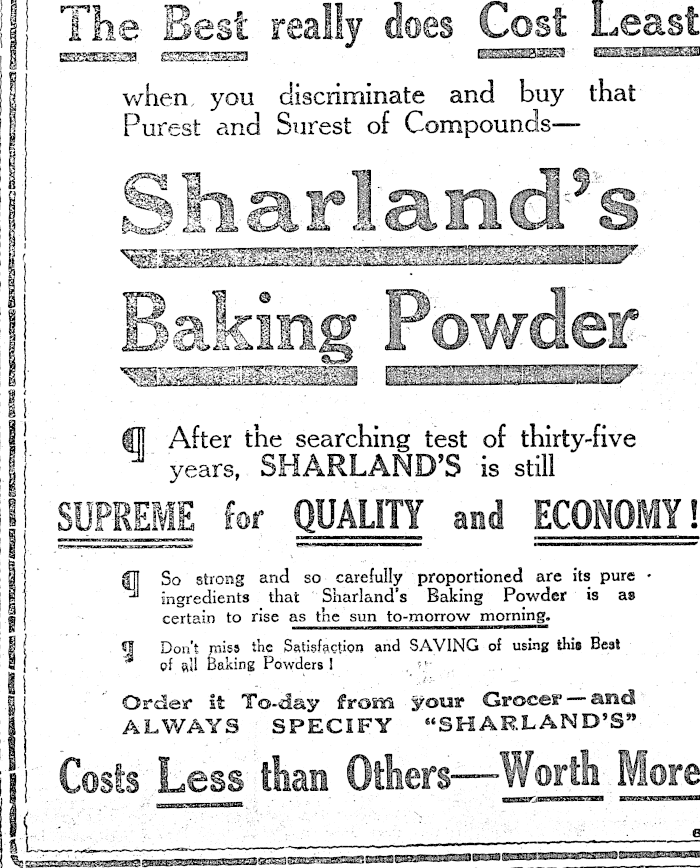 The Best really does Cost Least
when you discriminate and buy that
Purest and Surest of Compounds—
Sharland's
Baking Powder
¶ After the searching test of thirty-five
years, SHARLAND'S is still
SUPREME for QUALITY and ECONOMY!
¶ So strong and so carefully proportioned are its pure
ingredients that Sharland's Baking Powder is as
certain to rise as the sun to-morrow morning.
¶ Don't miss the Satisfaction and SAVING of using this Best
of all Baking Powders!
Order it To-day from your Grocer—and
ALWAYS SPECIFY "SHARLAND'S"
Costs Less than Others—Worth More
6